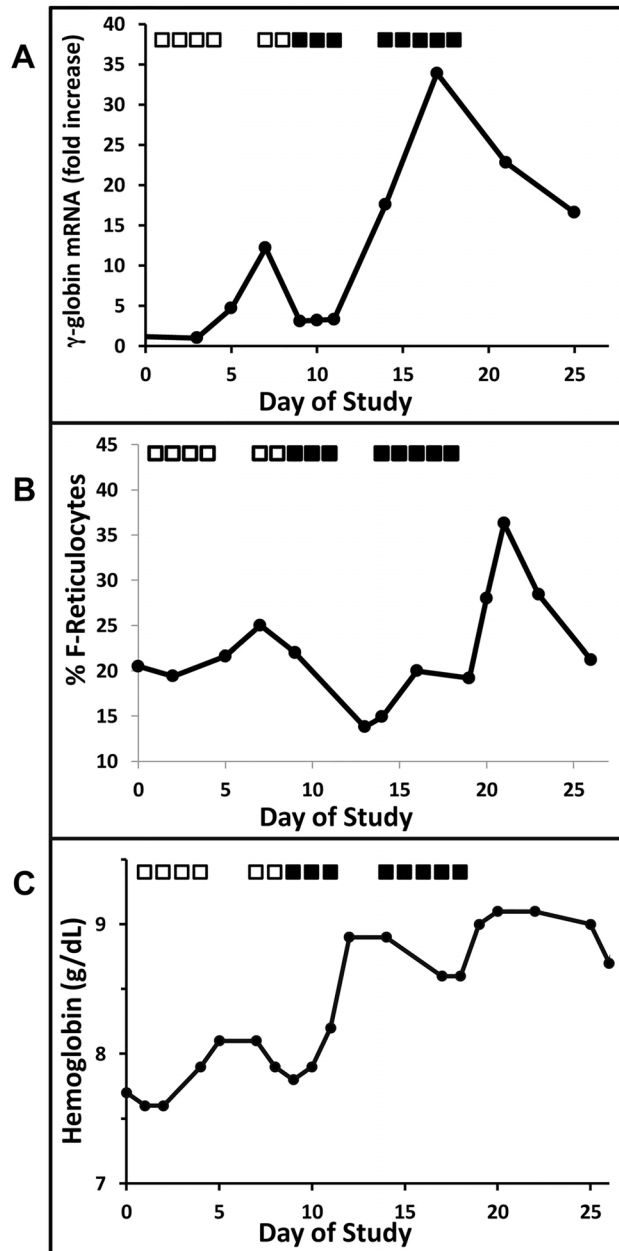 A
γ-globin mRNA (fold increase)
40
35
30
25
20
15
10
5
0
0 5 10 15 20 25
Day of Study
B
% F-Reticulocytes
45
40
35
30
25
20
15
10
0 5 10 15 20 25
Day of Study
C
Hemoglobin (g/dL)
9
8
7
0 5 10 15 20 25
Day of Study